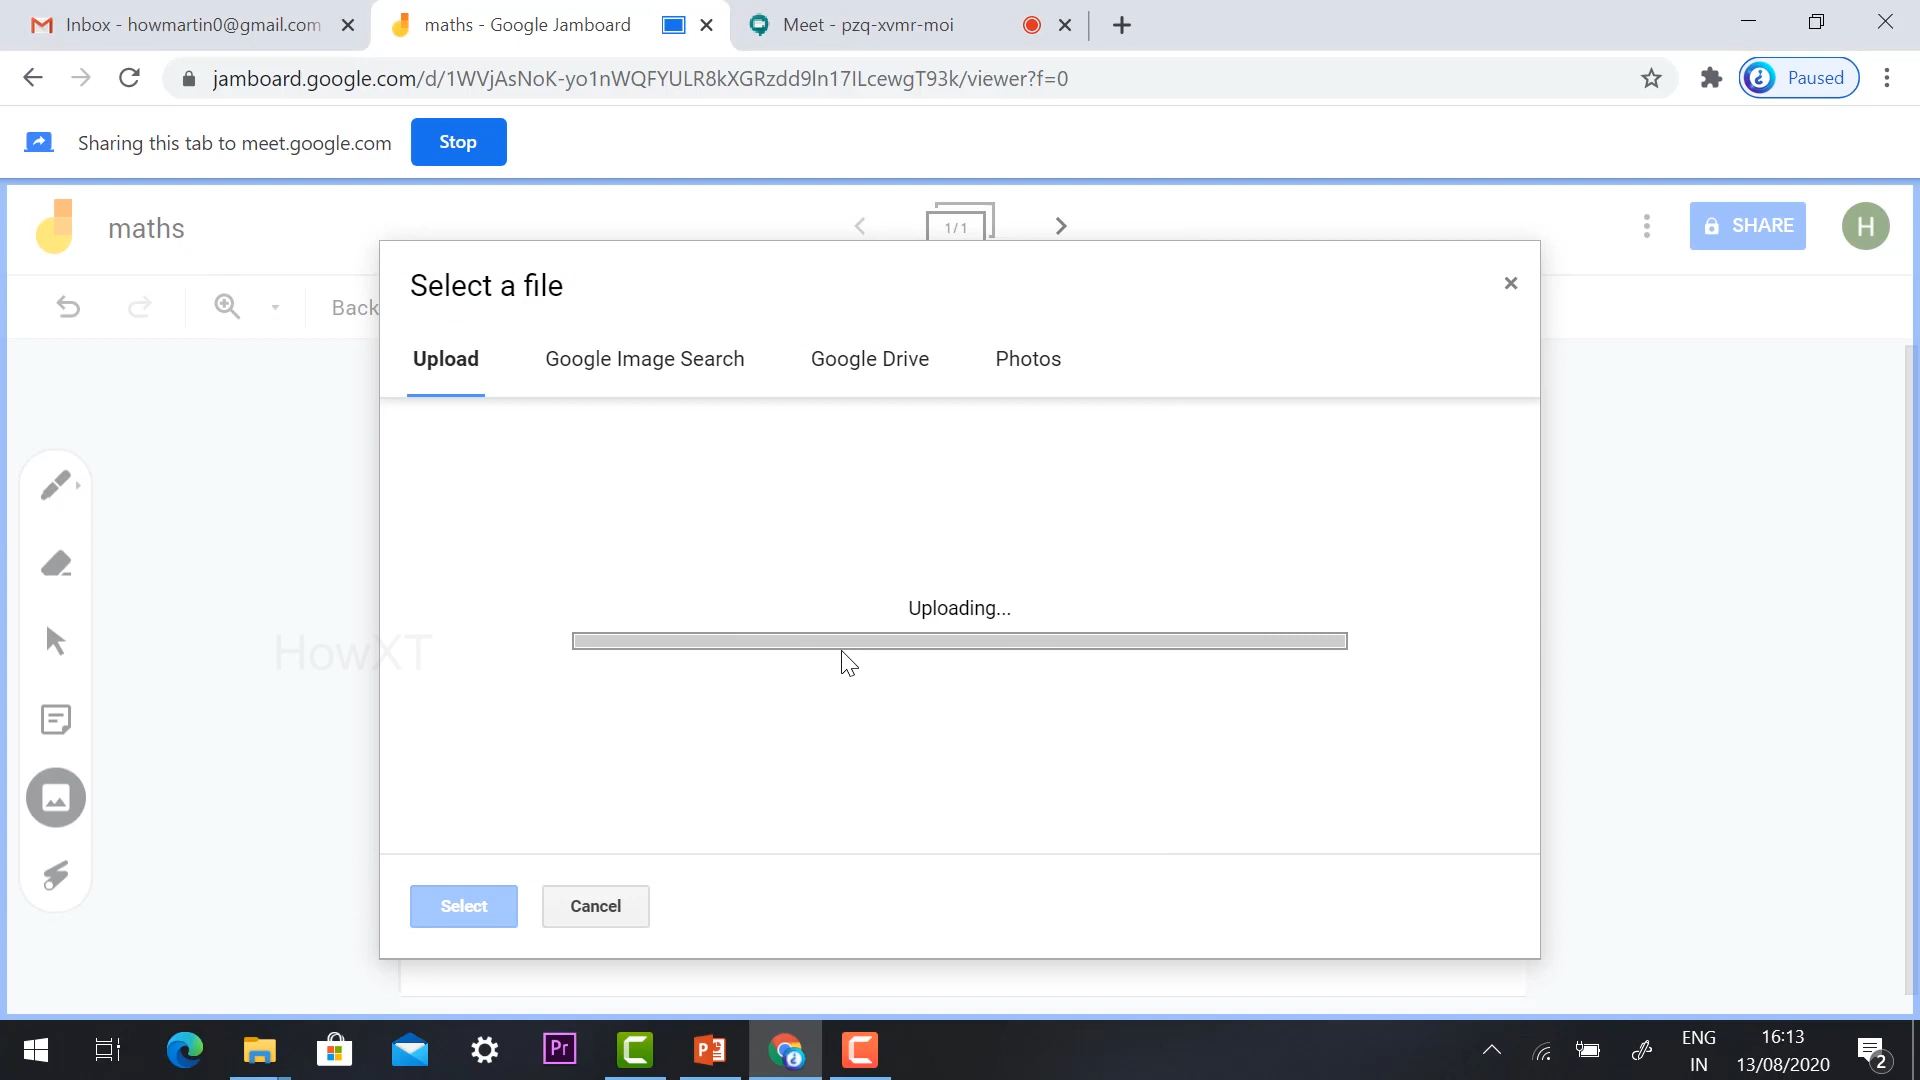 Inbox - howmartin0@gmail.com
maths - Google Jamboard
Meet - pzq-xvmr-moi
jamboard.google.com/d/1WVjAsNoK-yo1nWQFYULR8kXGRzdd9ln17ILcewgT93k/viewer?f=0
Paused
Sharing this tab to meet.google.com
Stop
maths
1/1
SHARE
H
Select a file
Back
Upload
Google Image Search
Google Drive
Photos
Uploading...
HowXT
Select
Cancel
Pr
ENG
IN
16:13
13/08/2020
2